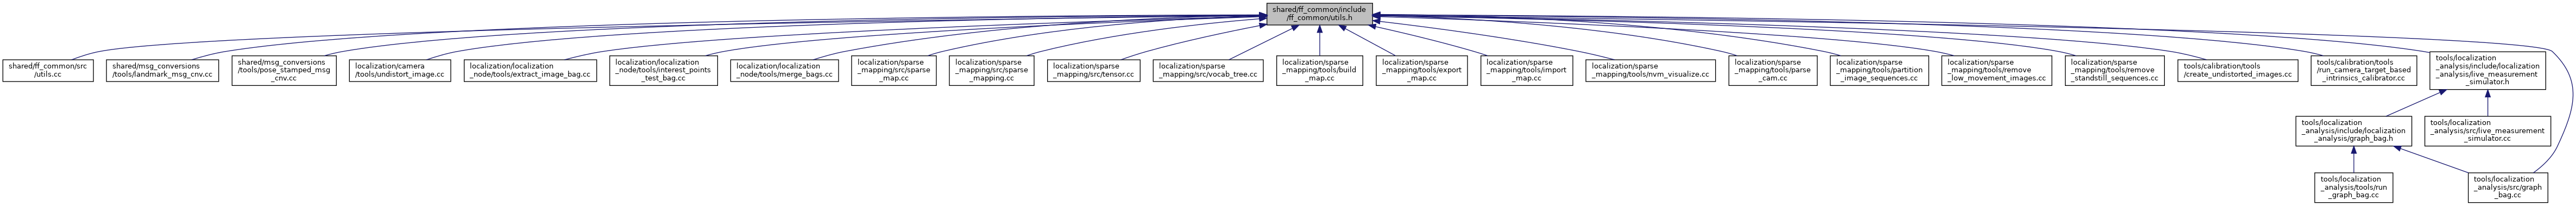 shared/ff_common/include
/ff_common/utils.h
shared/ff_common/src
/utils.cc
shared/msg_conversions
/tools/landmark_msg_cnv.cc
shared/msg_conversions
/tools/pose_stamped_msg
_cnv.cc
localization/camera
/tools/undistort_image.cc
localization/localization
_node/tools/extract_image_bag.cc
localization/localization
_node/tools/interest_points
_test_bag.cc
localization/localization
_node/tools/merge_bags.cc
localization/sparse
_mapping/src/sparse
_map.cc
localization/sparse
_mapping/src/sparse
_mapping.cc
localization/sparse
_mapping/src/tensor.cc
localization/sparse
_mapping/src/vocab_tree.cc
localization/sparse
_mapping/tools/build
_map.cc
localization/sparse
_mapping/tools/export
_map.cc
localization/sparse
_mapping/tools/import
_map.cc
localization/sparse
_mapping/tools/nvm_visualize.cc
localization/sparse
_mapping/tools/parse
_cam.cc
localization/sparse
_mapping/tools/partition
_image_sequences.cc
localization/sparse
_mapping/tools/remove
_low_movement_images.cc
localization/sparse
_mapping/tools/remove
_standstill_sequences.cc
tools/calibration/tools
/create_undistorted_images.cc
tools/calibration/tools
/run_camera_target_based
_intrinsics_calibrator.cc
tools/localization
_analysis/include/localization
_analysis/live_measurement
_simulator.h
tools/localization
_analysis/include/localization
_analysis/graph_bag.h
tools/localization
_analysis/src/live_measurement
_simulator.cc
tools/localization
_analysis/tools/run
_graph_bag.cc
tools/localization
_analysis/src/graph
_bag.cc